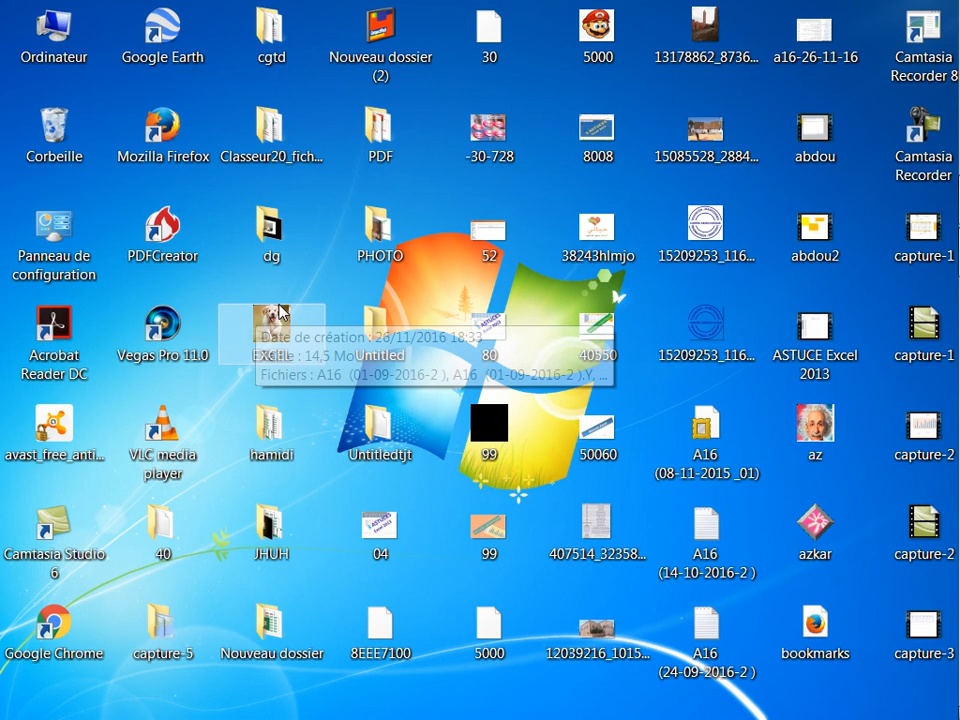 Ordinateur
Google Earth
cgtd
Nouveau dossier
(2)
30
5000
13178862_8736...
a16-26-11-16
Camtasia
Recorder 8
Corbeille
Mozilla Firefox
Classeur20_fich...
PDF
-30-728
8008
15085528_2884...
abdou
Camtasia
Recorder
Panneau de
configuration
PDFCreator
dg
PHOTO
52
38243hlmjo
15209253_116...
abdou2
capture-1
Acrobat
Reader DC
Vegas Pro 11.0
EXCEL
Untitled
80
40350
15209253_116...
ASTUCE Excel
2013
capture-1
Date de création : 26/11/2016 18:33
Taille : 14,5 Mo
Fichiers : A16 (01-09-2016-2 ), A16 (01-09-2016-2 ).Y, ...
avast_free_anti...
VLC media
player
hamidi
Untitledtjt
99
50060
A16
(08-11-2015 _01)
az
capture-2
Camtasia Studio
6
40
JHUH
04
99
407514_32358...
A16
(14-10-2016-2 )
azkar
capture-2
Google Chrome
capture-5
Nouveau dossier
8EEE7100
5000
12039216_1015...
A16
(24-09-2016-2 )
bookmarks
capture-3